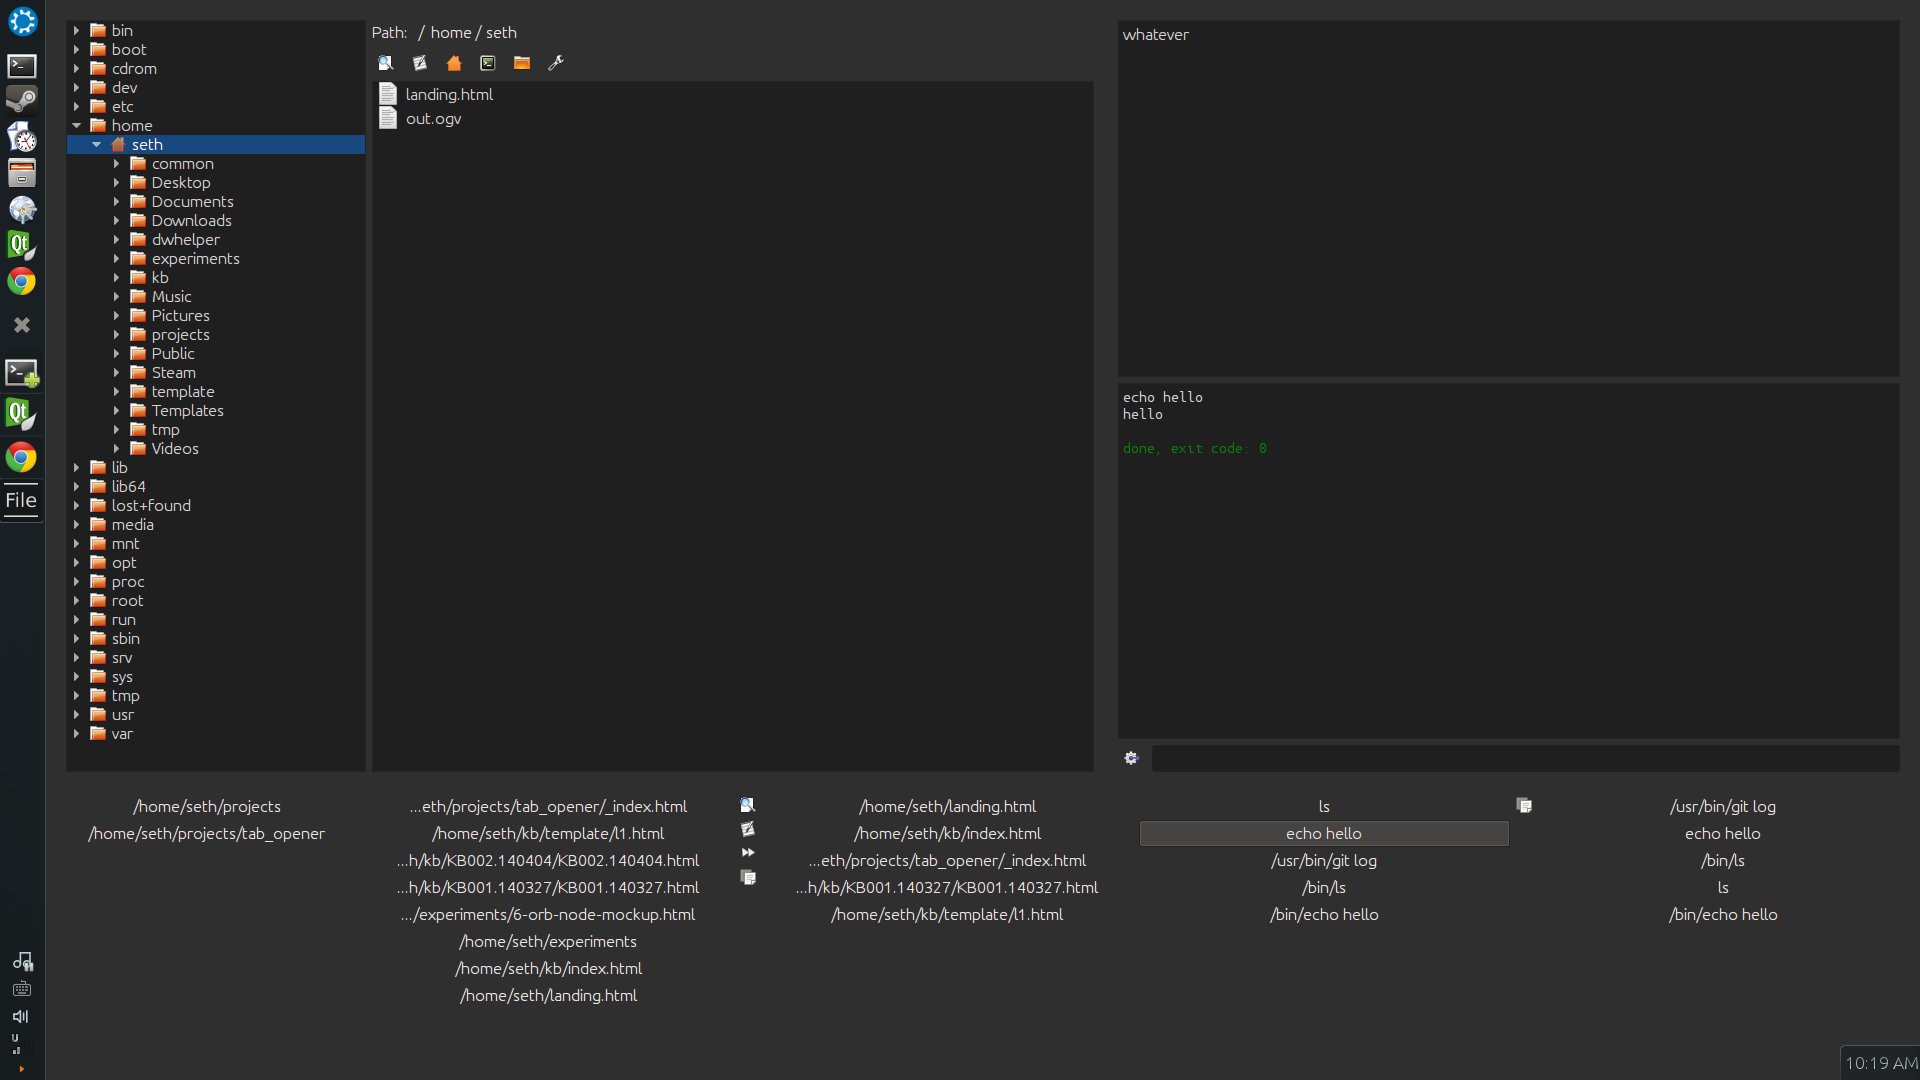 bin
boot
cdrom
dev
etc
home
seth
common
Desktop
Documents
Downloads
dwhelper
experiments
kb
Music
Pictures
projects
Public
Steam
template
Templates
tmp
Videos
lib
lib64
lost+found
media
mnt
opt
proc
root
run
sbin
srv
sys
tmp
usr
var
Path: / home / seth
landing.html
out.ogv
whatever
echo hello
hello
done, exit code: 0
/home/seth/projects
/home/seth/projects/tab_opener
...eth/projects/tab_opener/_index.html
/home/seth/kb/template/l1.html
...h/kb/KB002.140404/KB002.140404.html
...h/kb/KB001.140327/KB001.140327.html
.../experiments/6-orb-node-mockup.html
/home/seth/experiments
/home/seth/kb/index.html
/home/seth/landing.html
/home/seth/landing.html
/home/seth/kb/index.html
...eth/projects/tab_opener/_index.html
...h/kb/KB001.140327/KB001.140327.html
/home/seth/kb/template/l1.html
ls
echo hello
/usr/bin/git log
/bin/ls
/bin/echo hello
/usr/bin/git log
echo hello
/bin/ls
ls
/bin/echo hello
Qt
Qt
File
U
10:19 AM